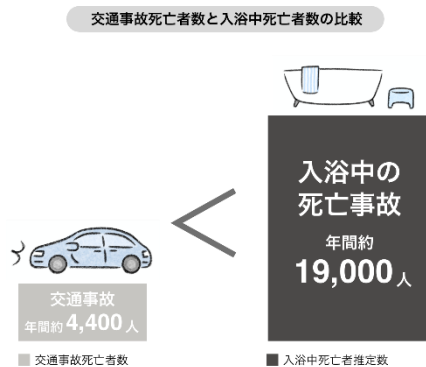 交通事故死亡者数と入浴中死亡者数の比較
入浴中の
死亡事故
年間約
19,000人
交通事故
年間約4,400人
交通事故死亡者数
入浴中死亡者推定数